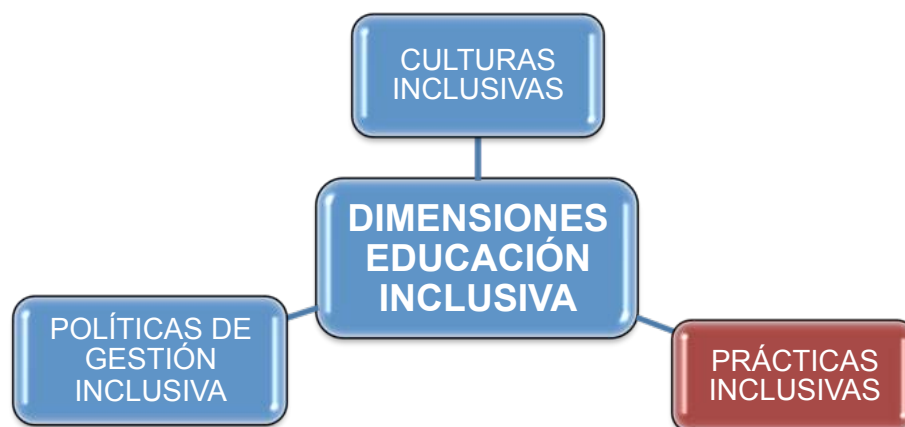 CULTURAS
INCLUSIVAS
DIMENSIONES
EDUCACIÓN
INCLUSIVA
POLÍTICAS DE
GESTIÓN
INCLUSIVA
PRÁCTICAS
INCLUSIVAS